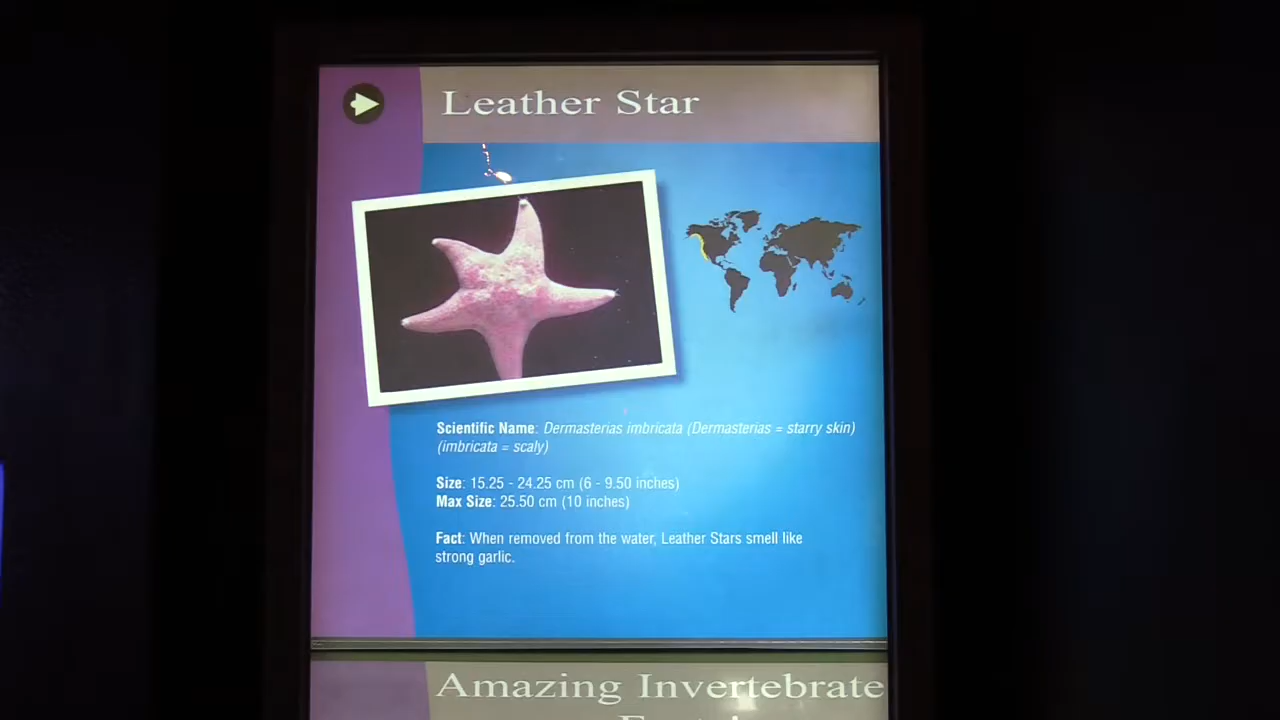 Leather Star
Scientific Name: Dermasterias imbricata (Dermasterias = starry skin)
(imbricata = scaly)
Size: 15.25 - 24.25 cm (6 - 9.50 inches)
Max Size: 25.50 cm (10 inches)
Fact: When removed from the water, Leather Stars smell like
strong garlic.
Amazing Invertebrate